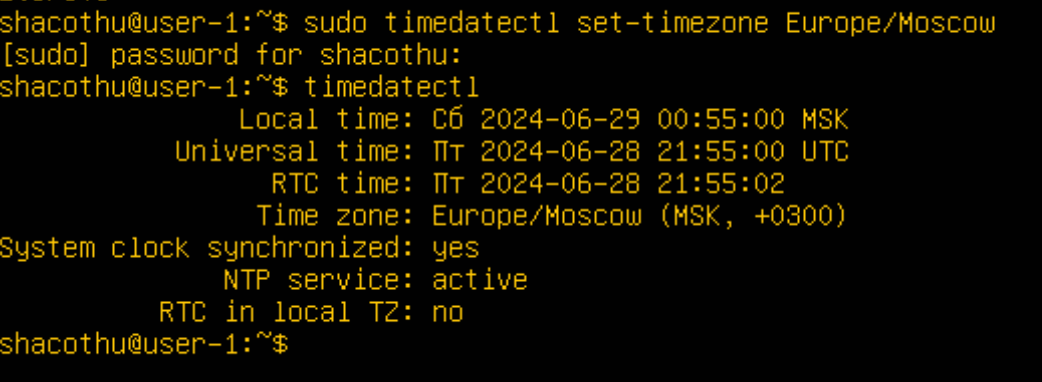 shacothu@user-1:~$ sudo timedatectl set-timezone Europe/Moscow
[sudo] password for shacothu:
shacothu@user-1:~$ timedatectl
Local time: Сб 2024-06-29 00:55:00 MSK
Universal time: Пт 2024-06-28 21:55:00 UTC
RTC time: Пт 2024-06-28 21:55:02
Time zone: Europe/Moscow (MSK, +0300)
System clock synchronized: yes
NTP service: active
RTC in local TZ: no
shacothu@user-1:~$